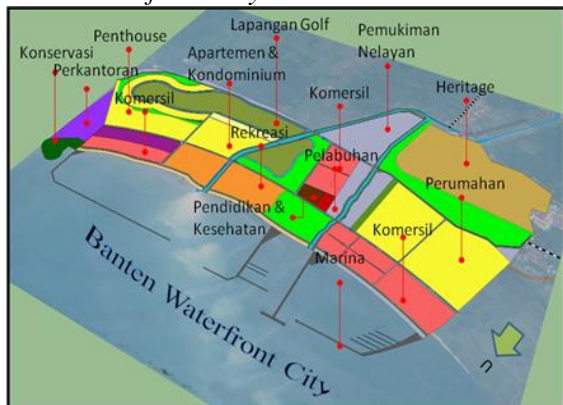 Lapangan Golf
Pemukiman
Nelayan
Penthouse
Konservasi
Apartemen &
Kondominium
Perkantoran
Komersil
Komersil
Heritage
Rekreasi
Pelabuhan
Perumahan
Pendidikan &
Kesehatan
Komersil
Marina
Banten Waterfront City